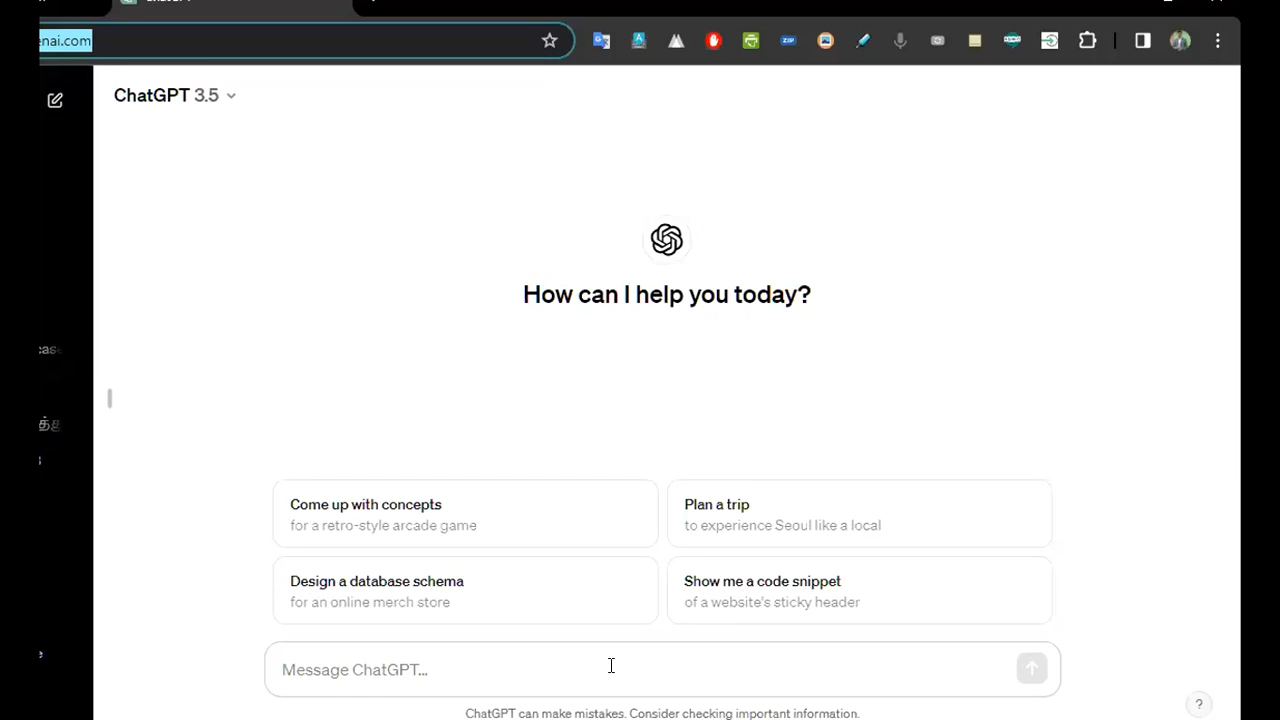 enai.com
ZIP
ChatGPT 3.5
How can I help you today?
Come up with concepts
for a retro-style arcade game
Plan a trip
to experience Seoul like a local
Design a database schema
for an online merch store
Show me a code snippet
of a website's sticky header
Message ChatGPT...
ChatGPT can make mistakes. Consider checking important information.
?